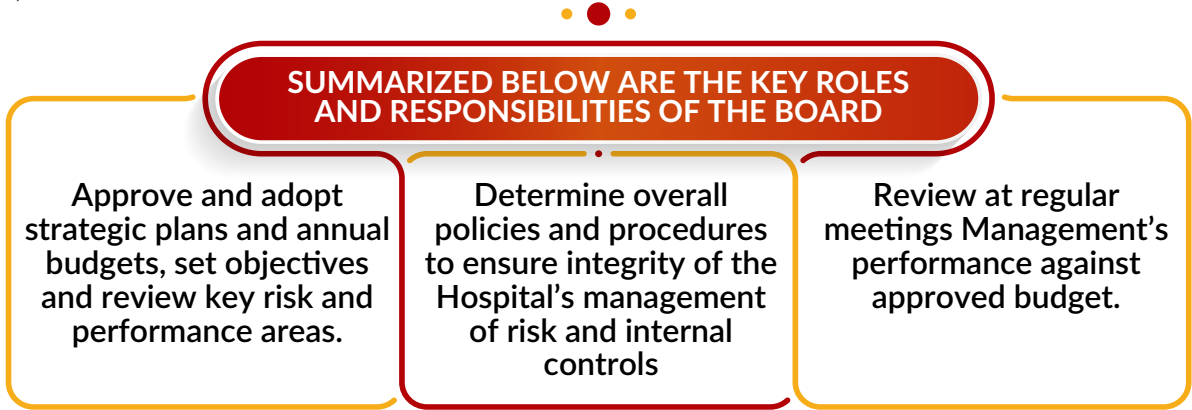 SUMMARIZED BELOW ARE THE KEY ROLES
AND RESPONSIBILITIES OF THE BOARD
Approve and adopt
strategic plans and annual
budgets, set objectives
and review key risk and
performance areas.
Determine overall
policies and procedures
to ensure integrity of the
Hospital’s management
of risk and internal
controls
Review at regular
meetings Management’s
performance against
approved budget.